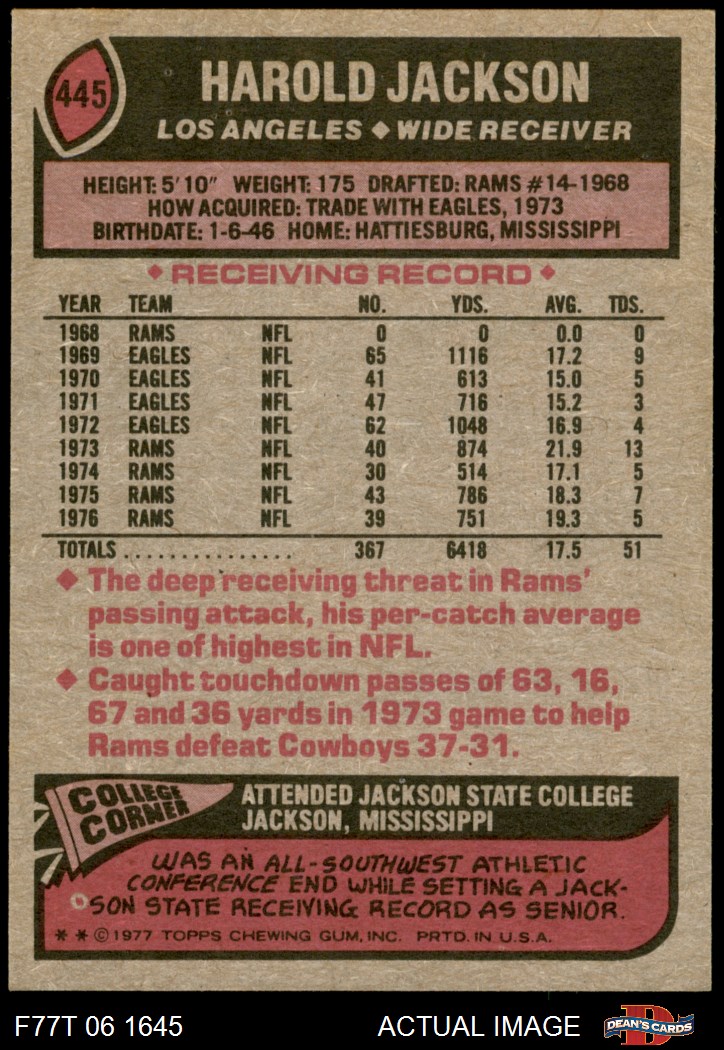 445
HAROLD JACKSON
LOS ANGELES ◆ WIDE RECEIVER
HEIGHT: 5'10" WEIGHT: 175 DRAFTED: RAMS #14-1968
HOW ACQUIRED: TRADE WITH EAGLES, 1973
BIRTHDATE: 1-6-46 HOME: HATTIESBURG, MISSISSIPPI
◆ RECEIVING RECORD ◆
YEAR TEAM NO. YDS. AVG. TDS.
1968 RAMS NFL 0 0 0.0 0
1969 EAGLES NFL 65 1116 17.2 9
1970 EAGLES NFL 41 613 15.0 5
1971 EAGLES NFL 47 716 15.2 3
1972 EAGLES NFL 62 1048 16.9 4
1973 RAMS NFL 40 874 21.9 13
1974 RAMS NFL 30 514 17.1 5
1975 RAMS NFL 43 786 18.3 7
1976 RAMS NFL 39 751 19.3 5
TOTALS............... 367 6418 17.5 51
◆ The deep receiving threat in Rams'
passing attack, his per-catch average
is one of highest in NFL.
◆ Caught touchdown passes of 63, 16,
67 and 36 yards in 1973 game to help
Rams defeat Cowboys 37-31.
COLLEGE
CORNER
ATTENDED JACKSON STATE COLLEGE
JACKSON, MISSISSIPPI
WAS AN ALL-SOUTHWEST ATHLETIC
CONFERENCE END WHILE SETTING A JACK-
SON STATE RECEIVING RECORD AS SENIOR.
* * © 1977 TOPPS CHEWING GUM, INC. PRTD. IN U.S.A.
F77T 06 1645 ACTUAL IMAGE
D
DEAN'S CARDS